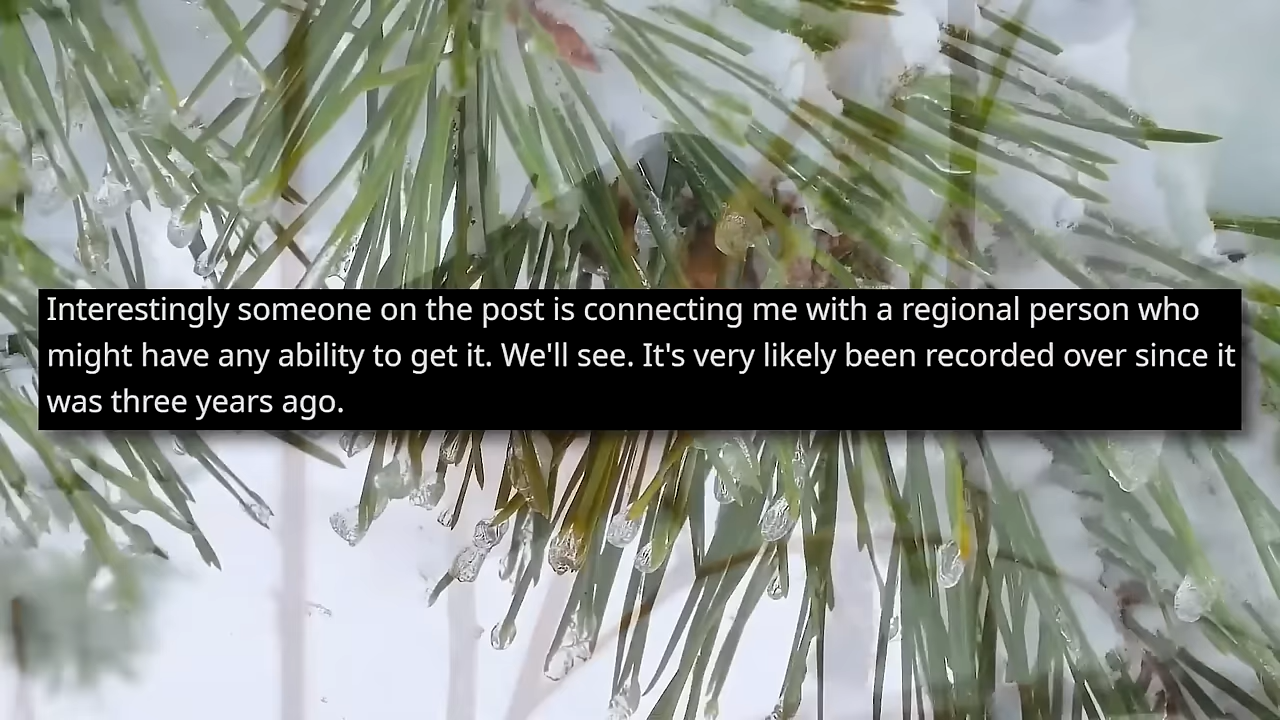 Interestingly someone on the post is connecting me with a regional person who
might have any ability to get it. We'll see. It's very likely been recorded over since it
was three years ago.